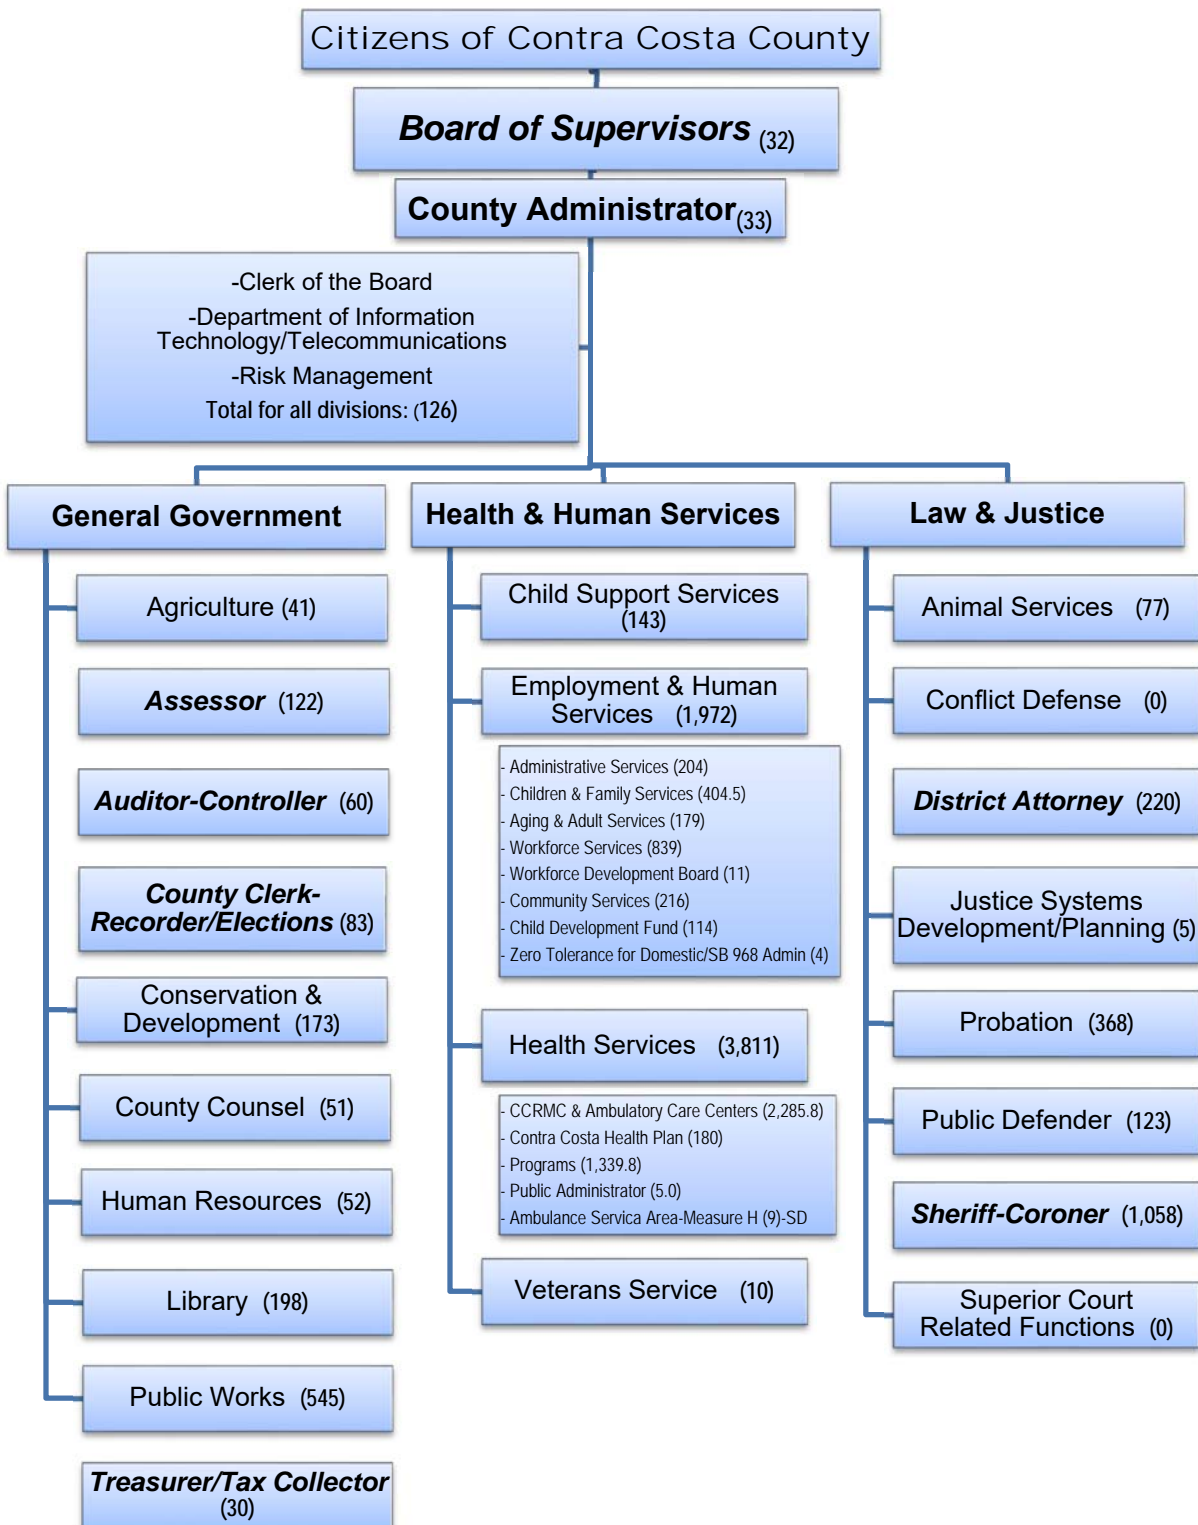 Citizens of Contra Costa County
Board of Supervisors (32)
County Administrator(33)
-Clerk of the Board
-Department of Information
Technology/Telecommunications
-Risk Management
Total for all divisions: (126)
General Government
Agriculture (41)
Assessor (122)
Auditor-Controller (60)
County Clerk-
Recorder/Elections (83)
Conservation &
Development (173)
County Counsel (51)
Human Resources (52)
Library (198)
Public Works (545)
Treasurer/Tax Collector
(30)
Health & Human Services
Child Support Services
(143)
Employment & Human
Services (1,972)
- Administrative Services (204)
- Children & Family Services (404.5)
- Aging & Adult Services (179)
- Workforce Services (839)
- Workforce Development Board (11)
- Community Services (216)
- Child Development Fund (114)
- Zero Tolerance for Domestic/SB 968 Admin (4)
Health Services (3,811)
- CCRMC & Ambulatory Care Centers (2,285.8)
- Contra Costa Health Plan (180)
- Programs (1,339.8)
- Public Administrator (5.0)
- Ambulance Servica Area-Measure H (9)-SD
Veterans Service (10)
Law & Justice
Animal Services (77)
Conflict Defense (0)
District Attorney (220)
Justice Systems
Development/Planning (5)
Probation (368)
Public Defender (123)
Sheriff-Coroner (1,058)
Superior Court
Related Functions (0)